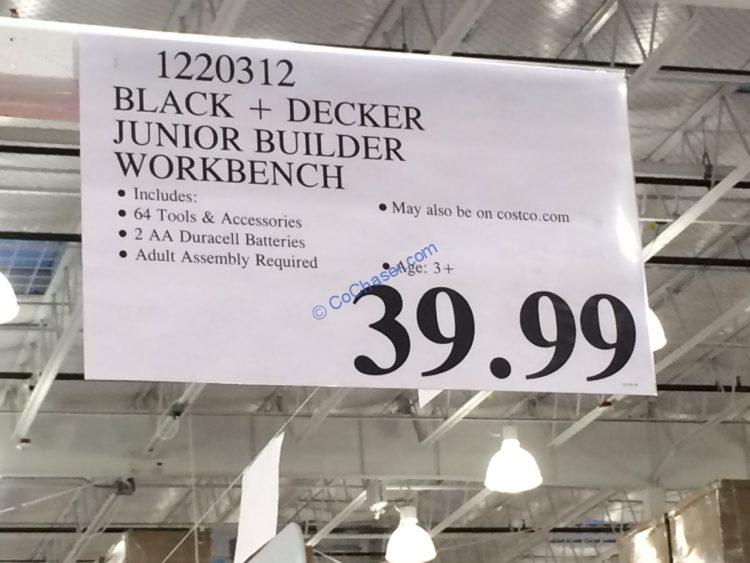 1220312
BLACK + DECKER
JUNIOR BUILDER
WORKBENCH
• Includes:
• 64 Tools & Accessories
• 2 AA Duracell Batteries
• Adult Assembly Required
• May also be on costco.com
• Age: 3+
© CoChaser.com
39.99